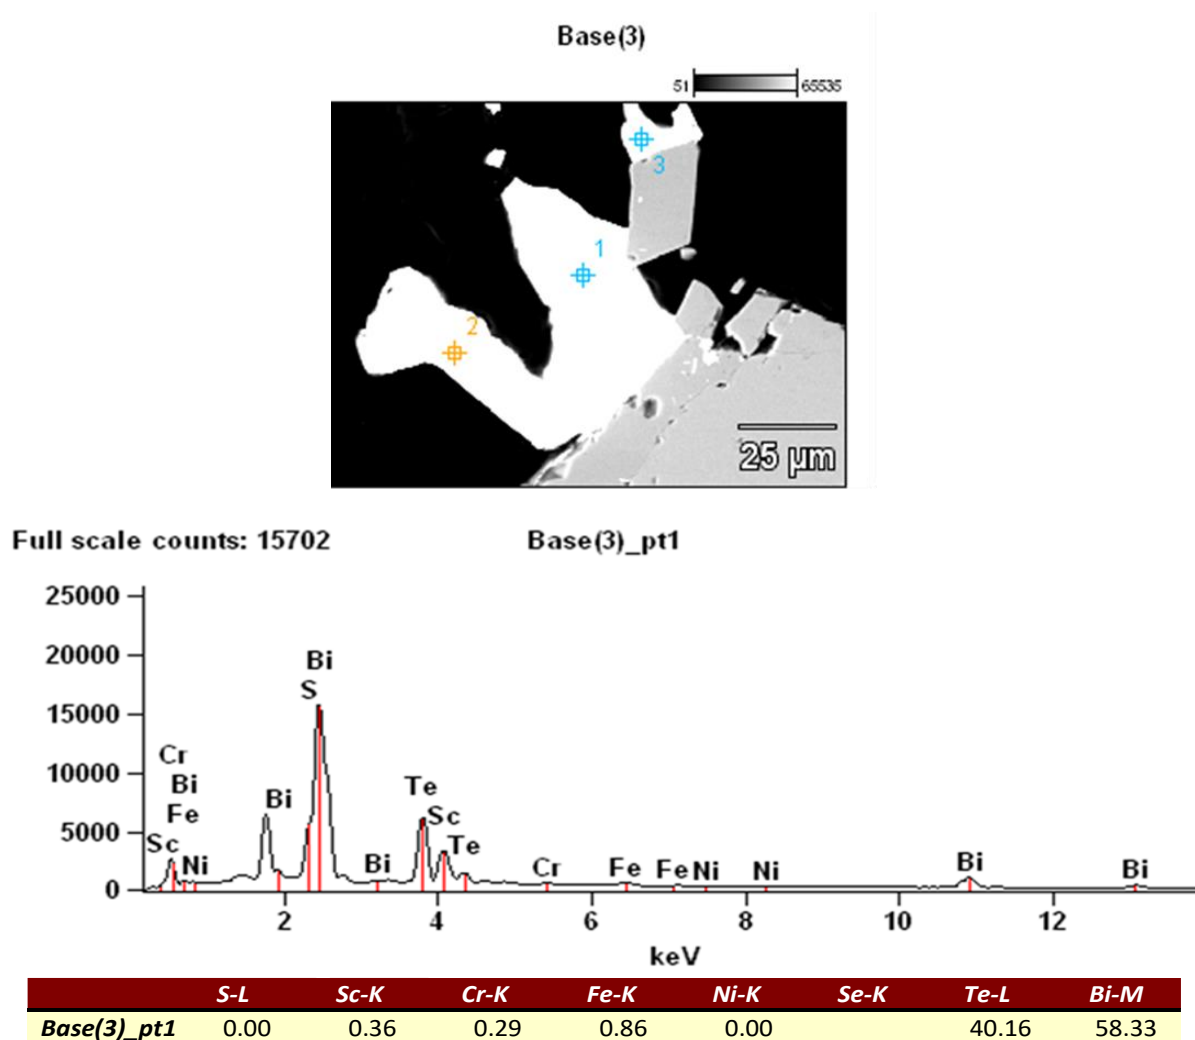 Base(3)
51 65535
1
2
3
25 µm
Full scale counts: 15702 Base(3)_pt1
25000
20000
15000
10000
5000
0
Bi
S
Cr
Bi
Fe
Sc
Ni
Bi
Bi
Te
Sc
Te
Cr
Fe
Fe
Ni
Ni
Bi
Bi
2 4 6 8 10 12
keV
S-L Sc-K Cr-K Fe-K Ni-K Se-K Te-L Bi-M
Base(3)_pt1 0.00 0.36 0.29 0.86 0.00 40.16 58.33